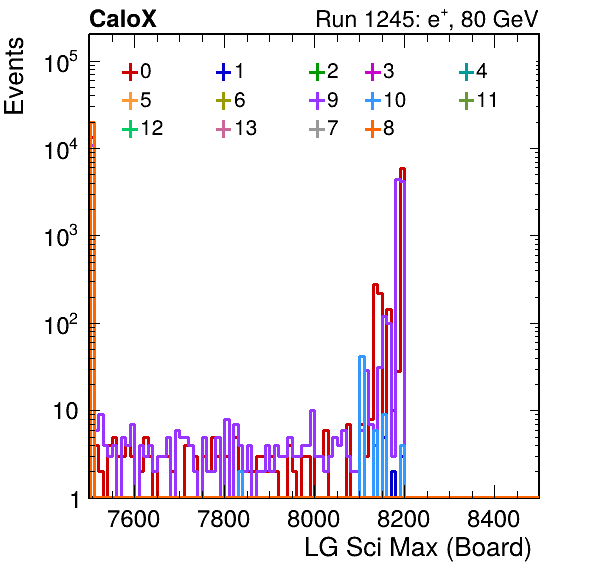 CaloX Run 1245: e⁺, 80 GeV
Events
10⁵
10⁴
10³
10²
10
1
0 1 2 3 4
5 6 9 10 11
12 13 7 8
7600 7800 8000 8200 8400
LG Sci Max (Board)